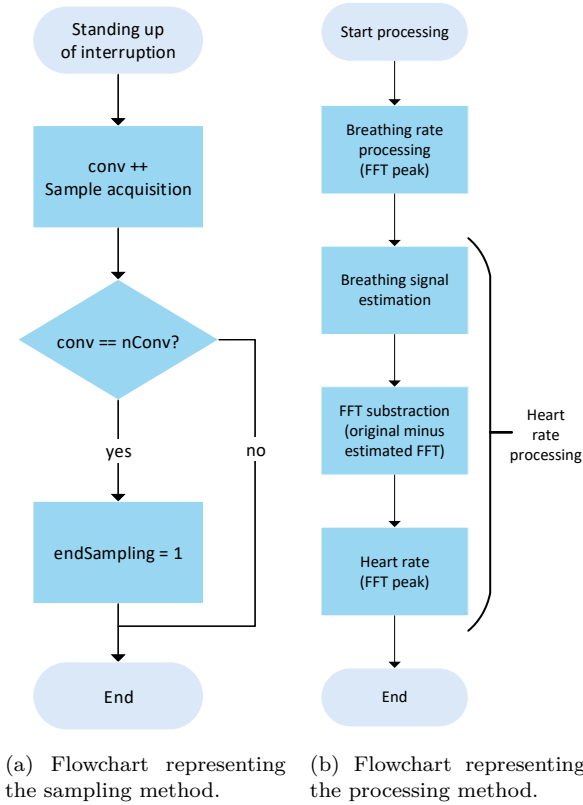 Standing up
of interruption
conv ++
Sample acquisition
conv == nConv?
yes
no
endSampling = 1
End
(a) Flowchart representing
the sampling method.
Start processing
Breathing rate
processing
(FFT peak)
Breathing signal
estimation
FFT substraction
(original minus
estimated FFT)
Heart rate
(FFT peak)
Heart
rate
processing
End
(b) Flowchart representing
the processing method.